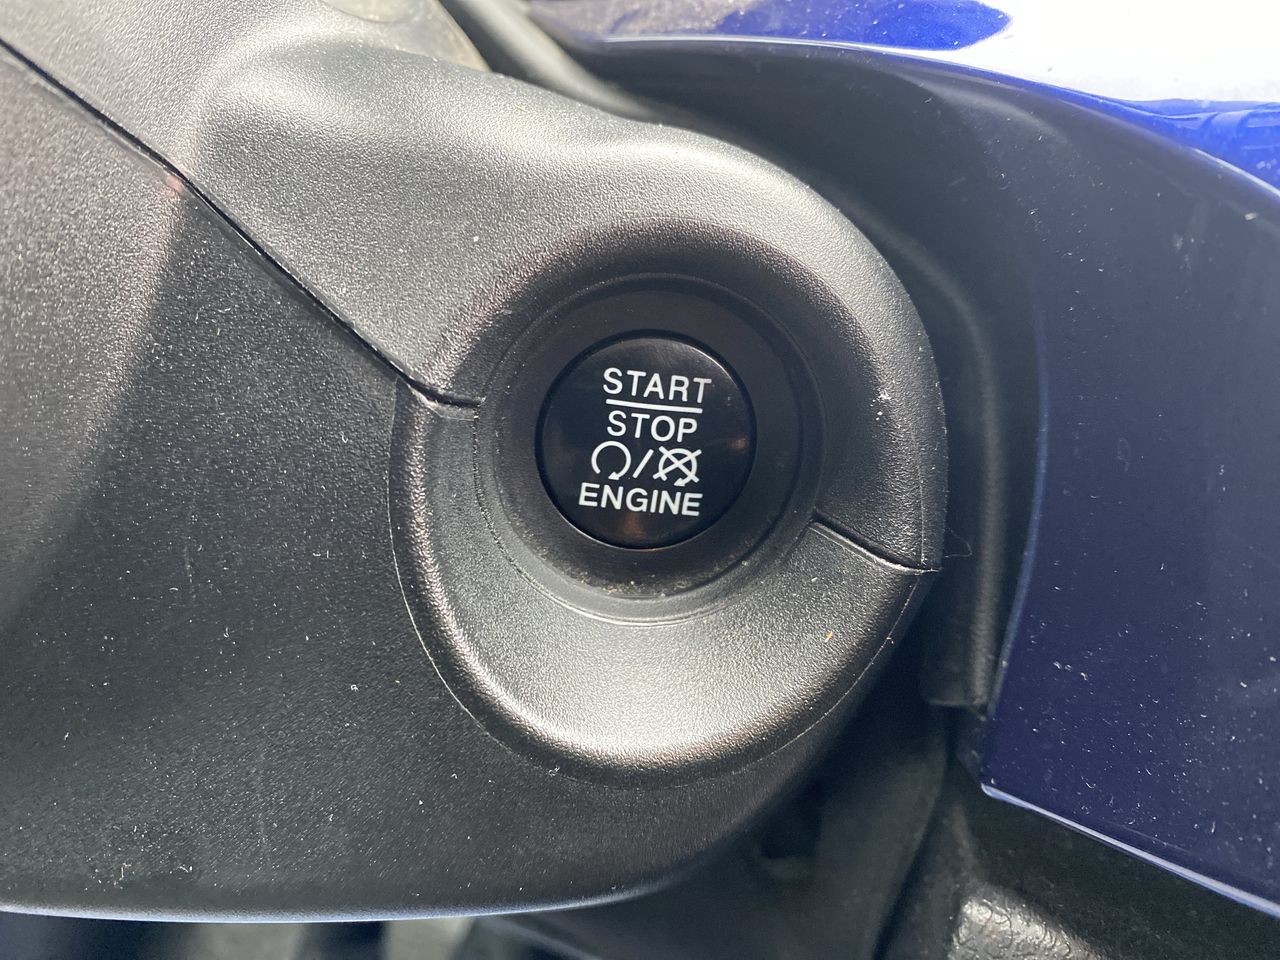 START
STOP
/
ENGINE